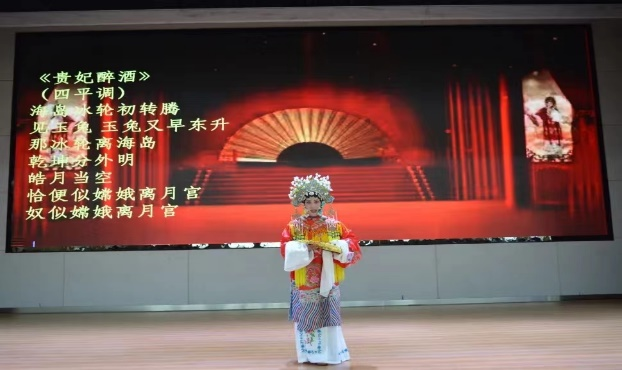 《贵妃醉酒》
（四平调）
海岛冰轮初转腾
见玉兔 玉兔又早东升
那冰轮离海岛
乾坤分外明
皓月当空
恰便似嫦娥离月宫
奴似嫦娥离月宫